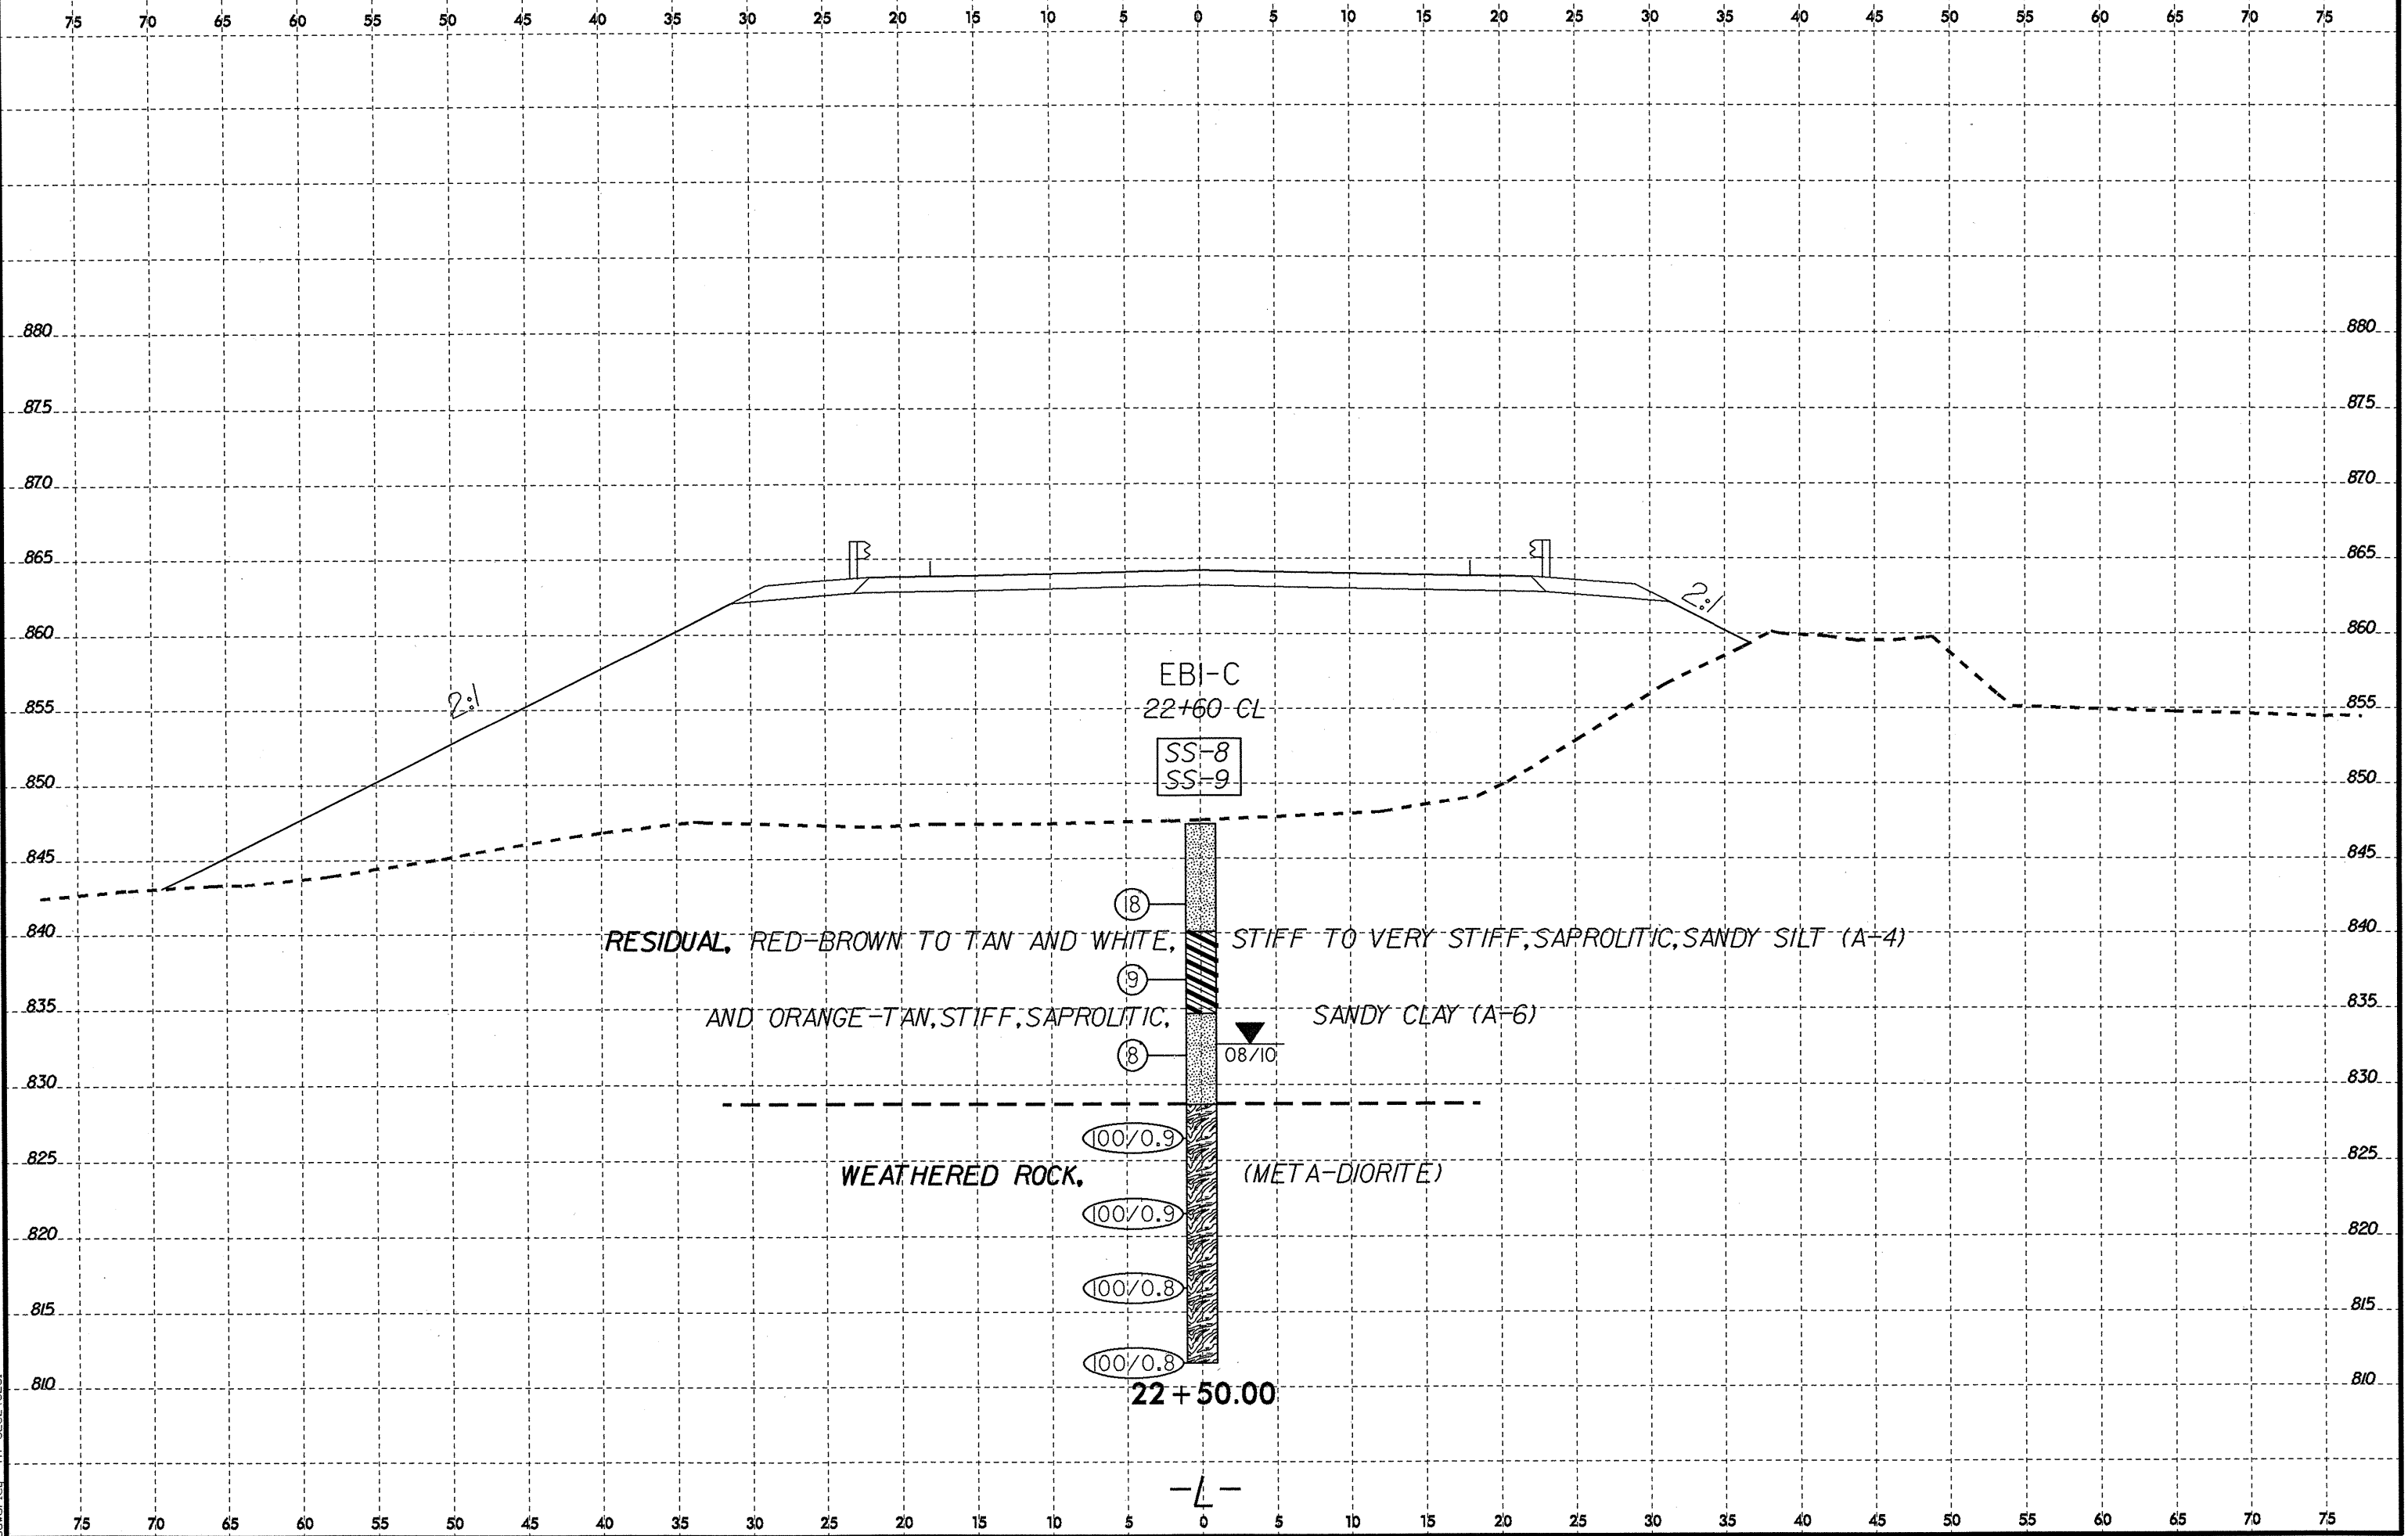 75 70 65 60 55 50 45 40 35 30 25 20 15 10 5 0 5 10 15 20 25 30 35 40 45 50 55 60 65 70 75
880 880
875 875
870 870
865 865
2:1
860 860
EB1-C
2:1
855 22+60 CL 855
SS-8
850 SS-9 850
845 845
18
840 RESIDUAL, RED-BROWN TO TAN AND WHITE, STIFF TO VERY STIFF, SAPROLITIC, SANDY SILT (A-4) 840
9
835 AND ORANGE-TAN, STIFF, SAPROLITIC, SANDY CLAY (A-6) 835
8 08/10
830 830
100/0.9
825 825
WEATHERED ROCK, (META-DIORITE)
100/0.9
820 820
100/0.8
815 815
100/0.8
810 810
22+50.00
-L-
75 70 65 60 55 50 45 40 35 30 25 20 15 10 5 0 5 10 15 20 25 30 35 40 45 50 55 60 65 70 75